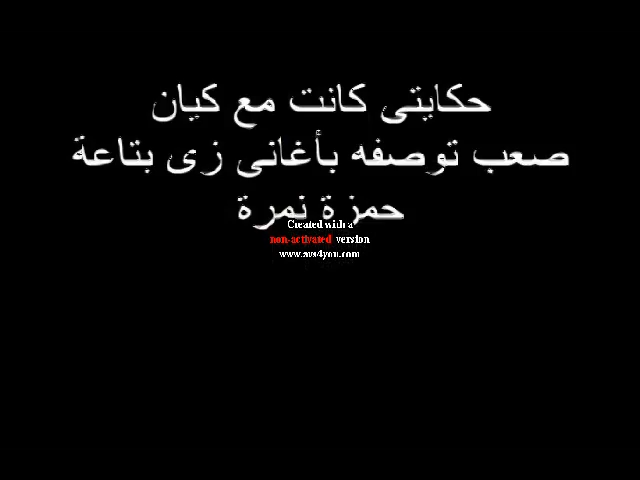 حكايتى كانت مع كيان
صعب توصفه بأغانى زى بتاعة
حمزة نمرة
Created with a
non-activated version
www.avs4you.com